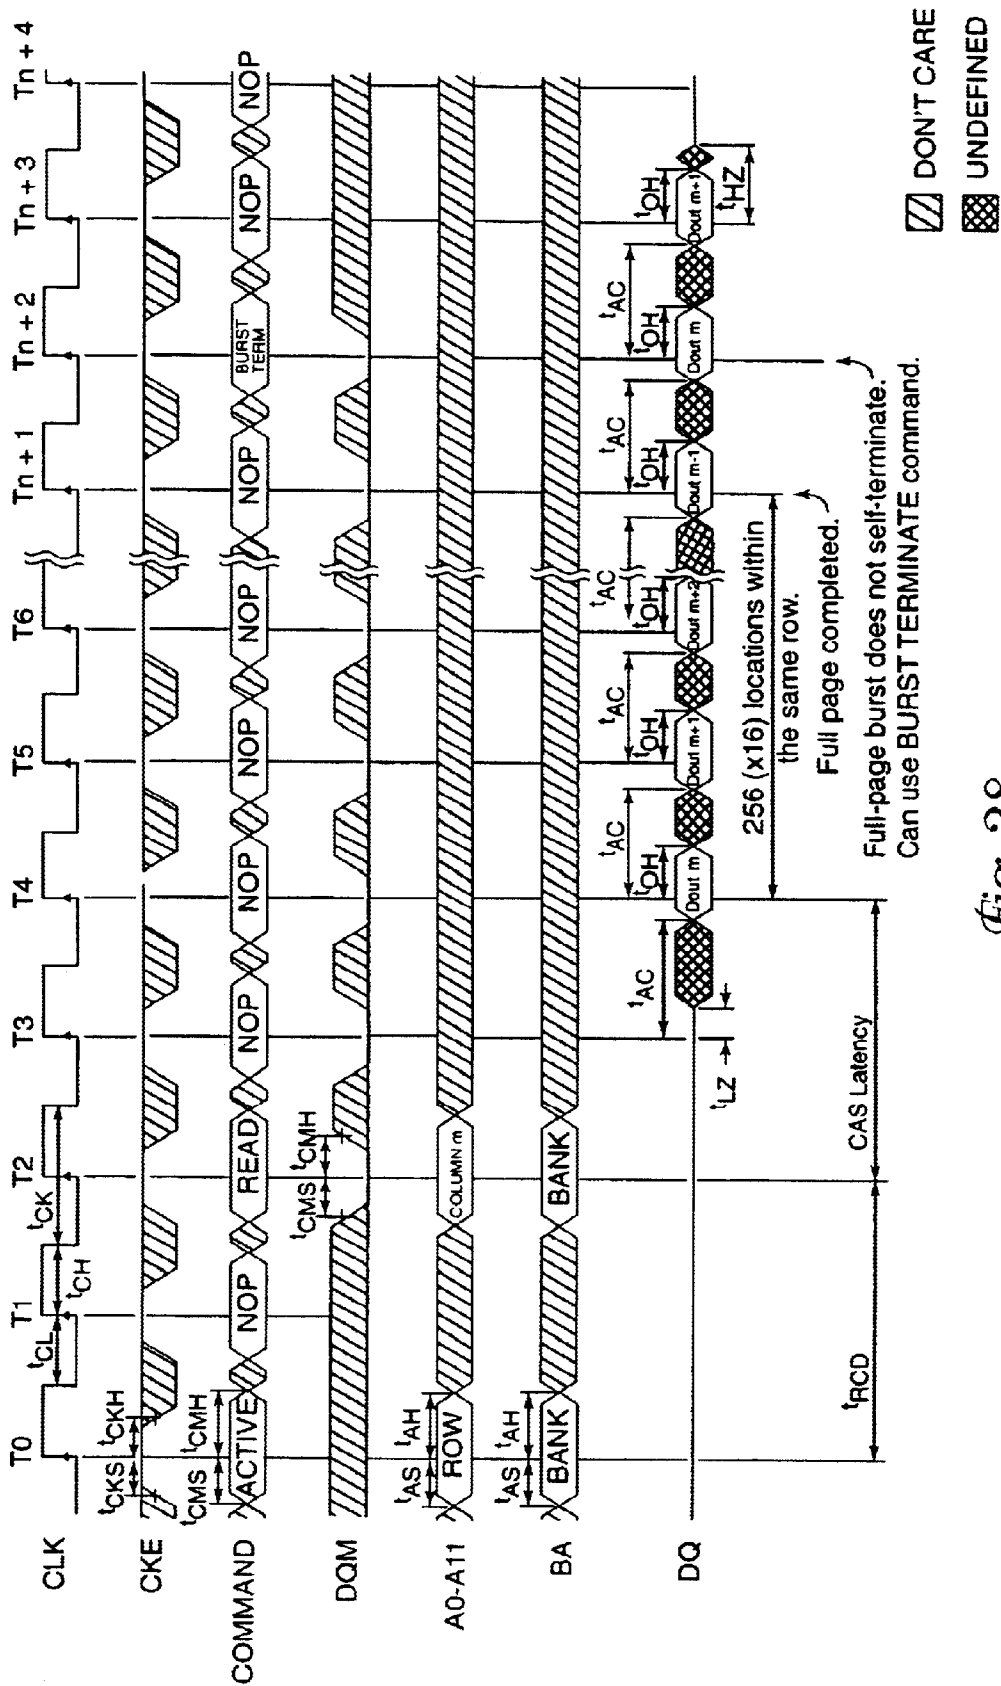 T0 T1 T2 T3 T4 T5 T6 Tn + 1 Tn + 2 Tn + 3 Tn + 4
CLK
tCL tCH tCK
tCKS tCKH
CKE
tCMS tCMH
COMMAND ACTIVE NOP READ NOP NOP NOP NOP NOP BURST TERM NOP NOP
tCMS tCMH
DQM
tAS tAH
A0-A11 ROW COLUMN m
tAS tAH
BA BANK BANK
tAC tAC tAC tAC tAC tAC
tOH tOH tOH tOH tOH tOH
DQ Dout m Dout m+1 Dout m+2 Dout m-1 Dout m Dout m+1
tLZ tHZ
256 (x16) locations within
the same row.
Full page completed.
tRCD CAS Latency
Full-page burst does not self-terminate.
Can use BURST TERMINATE command.
DON'T CARE
UNDEFINED
Fig. 28